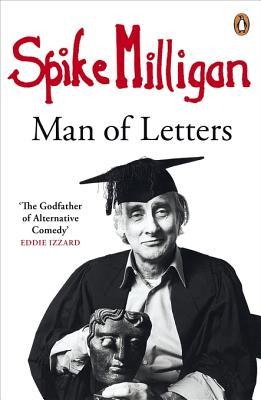 Spike Milligan
Man of Letters
‘The Godfather
of Alternative
Comedy’
EDDIE IZZARD